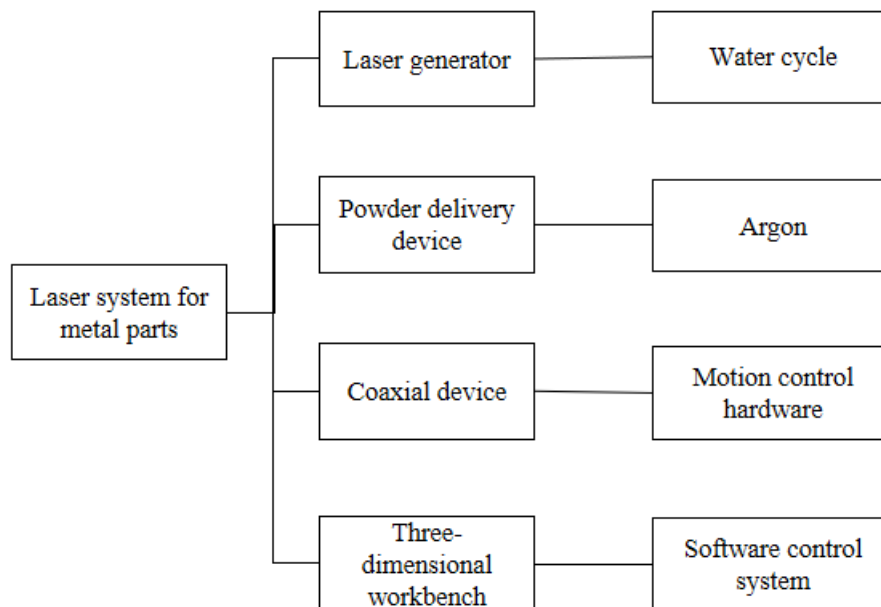 Laser generator
Water cycle
Powder delivery
device
Argon
Laser system for
metal parts
Coaxial device
Motion control
hardware
Three-
dimensional
workbench
Software control
system